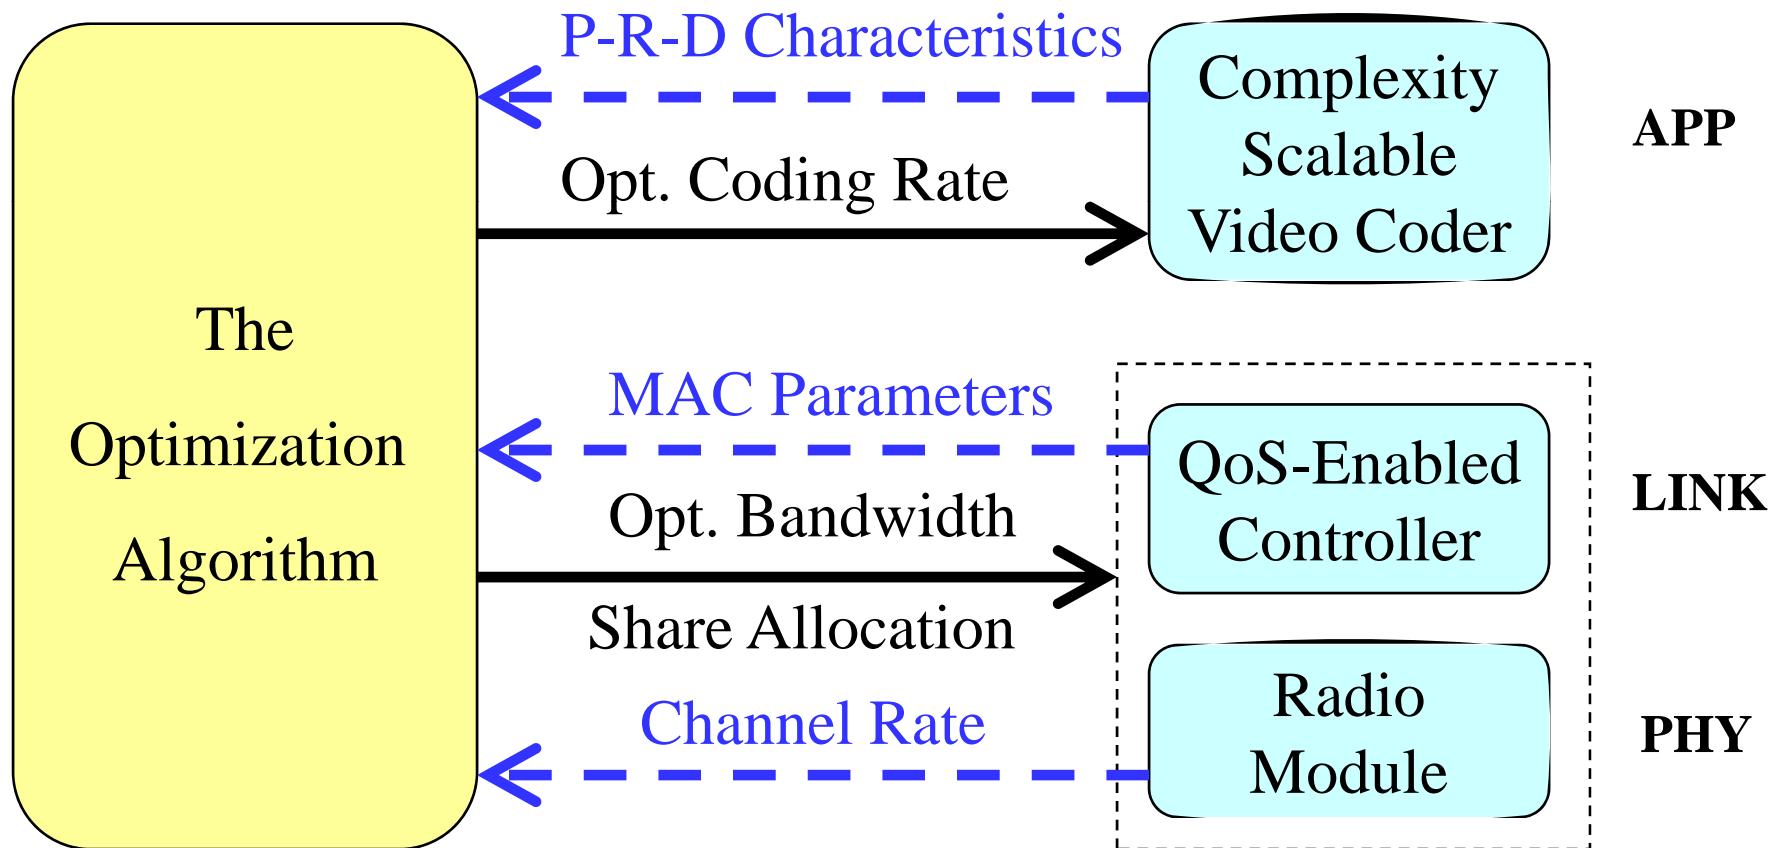 The
Optimization
Algorithm
P-R-D Characteristics
Opt. Coding Rate
Complexity
Scalable
Video Coder
APP
MAC Parameters
Opt. Bandwidth
Share Allocation
QoS-Enabled
Controller
LINK
Channel Rate
Radio
Module
PHY